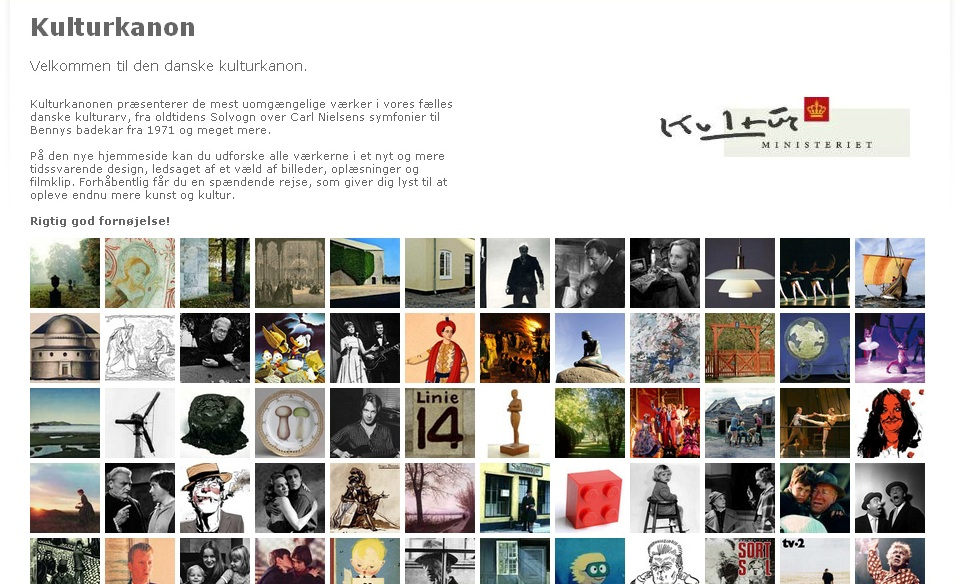 Kulturkanon
Velkommen til den danske kulturkanon.
Kulturkanonen præsenterer de mest uomgængelige værker i vores fælles
danske kulturarv, fra oldtidens Solvogn over Carl Nielsens symfonier til
Bennys badekar fra 1971 og meget mere.
På den nye hjemmeside kan du udforske alle værkerne i et nyt og mere
tidssvarende design, ledsaget af et væld af billeder, oplæsninger og
filmklip. Forhåbentlig får du en spændende rejse, som giver dig lyst til at
opleve endnu mere kunst og kultur.
Rigtig god fornøjelse!
Kultur
MINISTERIET
Linie
14
SORT
SOL
tv·2